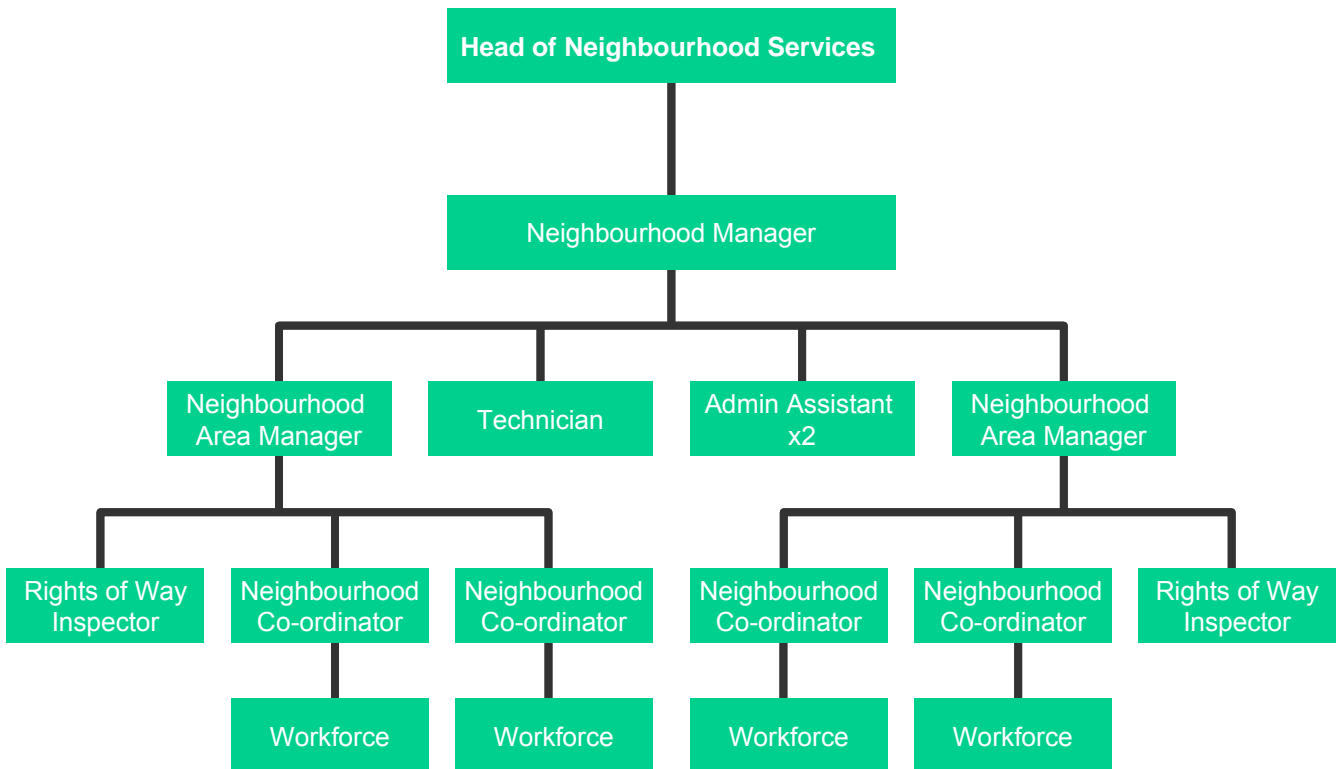 Head of Neighbourhood Services
Neighbourhood Manager
Neighbourhood
Area Manager
Technician
Admin Assistant
x2
Neighbourhood
Area Manager
Rights of Way
Inspector
Neighbourhood
Co-ordinator
Neighbourhood
Co-ordinator
Neighbourhood
Co-ordinator
Neighbourhood
Co-ordinator
Rights of Way
Inspector
Workforce
Workforce
Workforce
Workforce